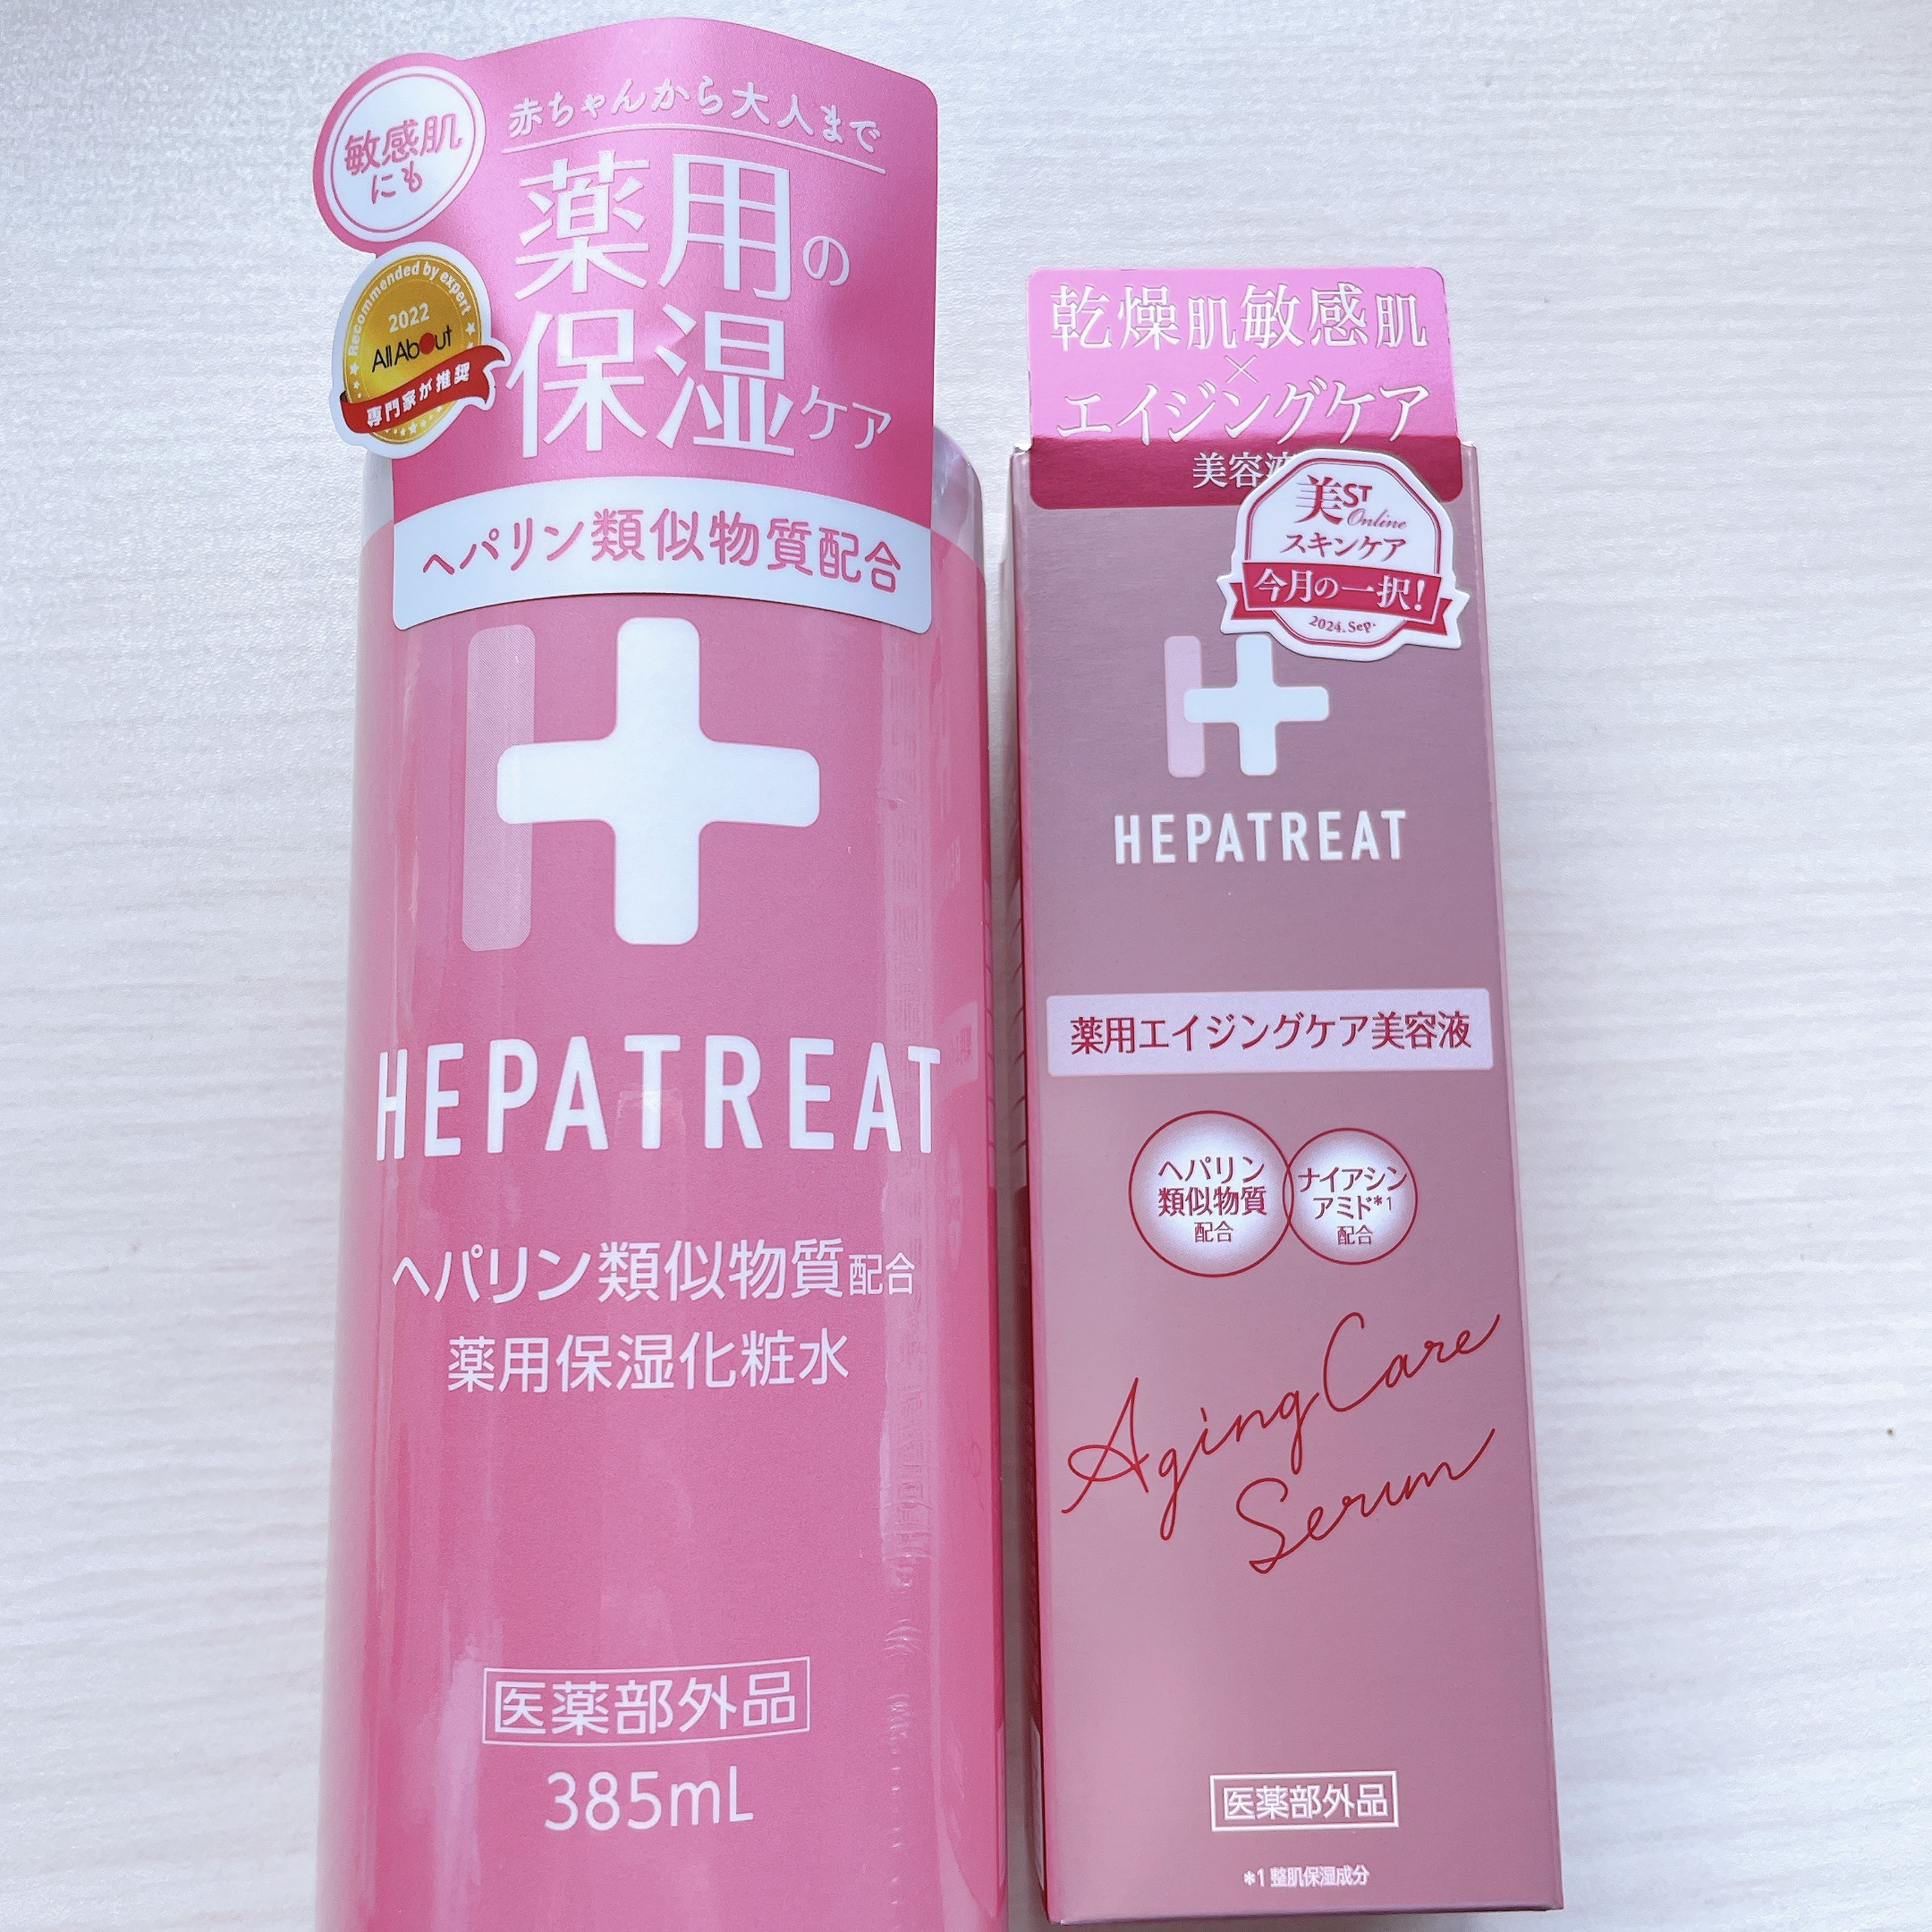 敏感肌
にも
赤ちゃんから大人まで
薬用の
保湿ケア
Recommended by expert
2022
All About
専門家が推奨
ヘパリン類似物質配合
HEPATREAT
ヘパリン類似物質配合
薬用保湿化粧水
医薬部外品
385mL
乾燥肌敏感肌
×
エイジングケア
美容液
美ST
Online
スキンケア
今月の一択!
2024.Sep.
HEPATREAT
薬用エイジングケア美容液
ヘパリン
類似物質
配合
ナイアシン
アミド*1
配合
Aging Care
Serum
医薬部外品
*1 整肌保湿成分